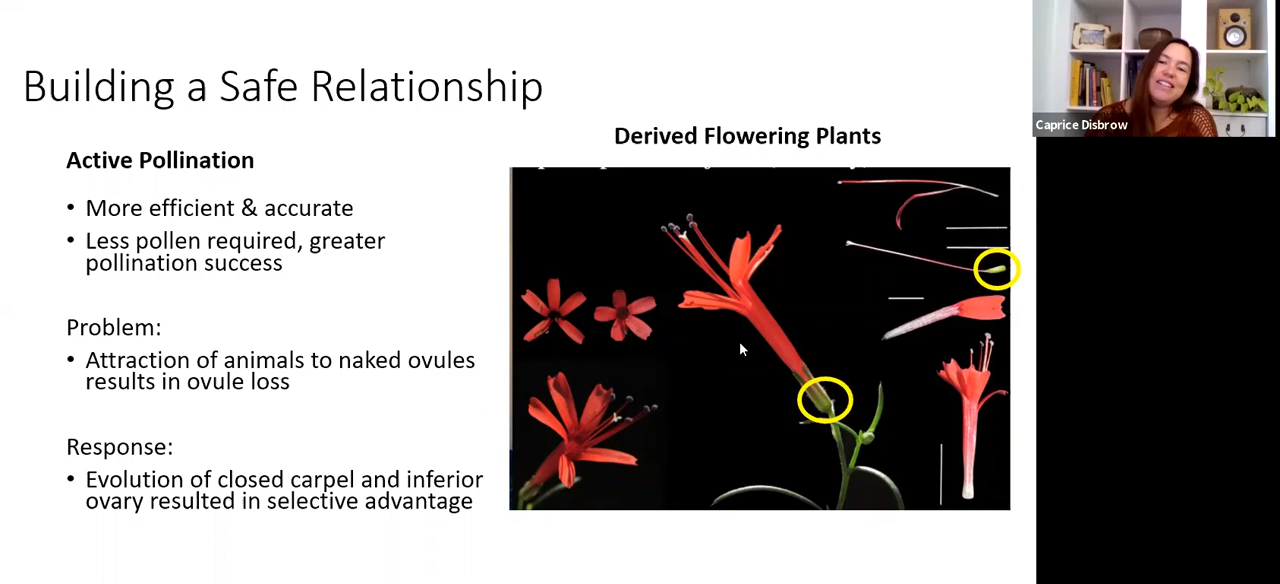 Building a Safe Relationship
Derived Flowering Plants
Active Pollination
• More efficient & accurate
• Less pollen required, greater
pollination success
Problem:
• Attraction of animals to naked ovules
results in ovule loss
Response:
• Evolution of closed carpel and inferior
ovary resulted in selective advantage
Caprice Disbrow